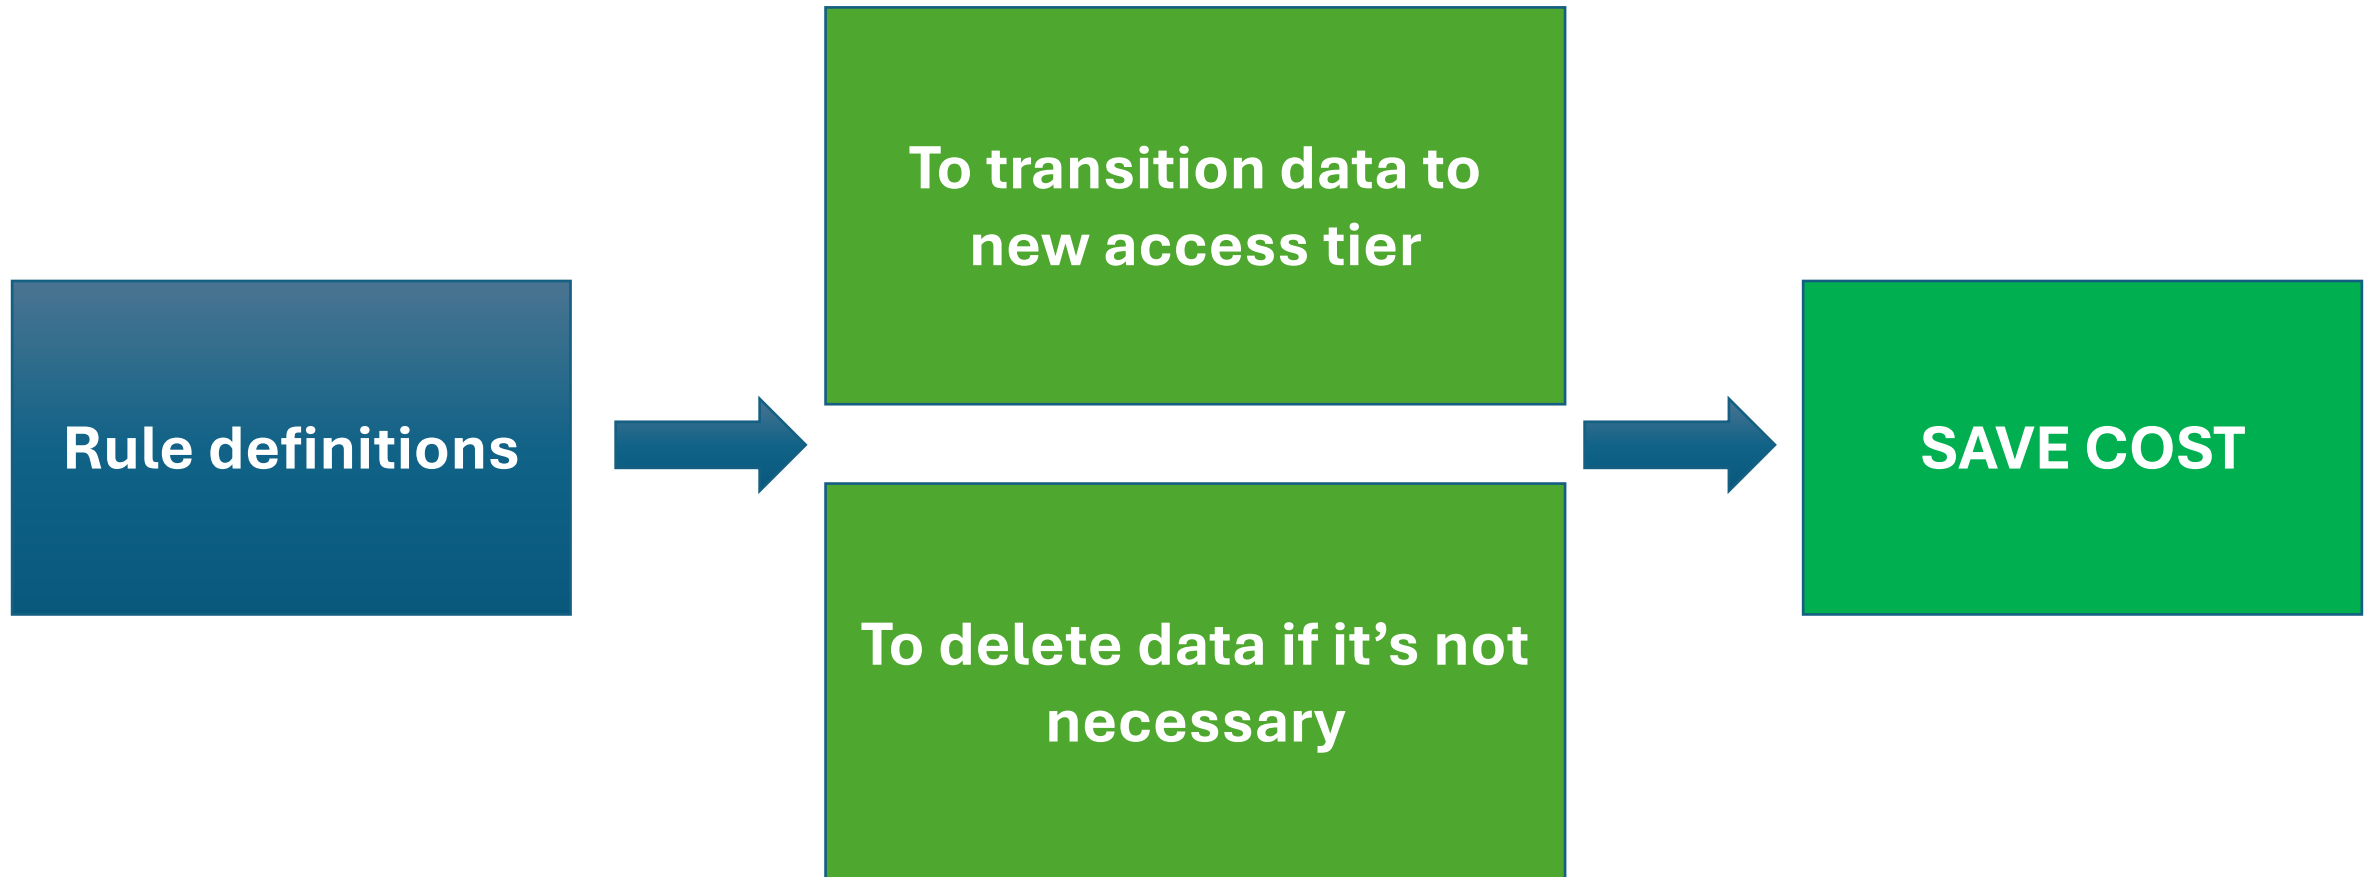 Rule definitions
To transition data to
new access tier
To delete data if it’s not
necessary
SAVE COST